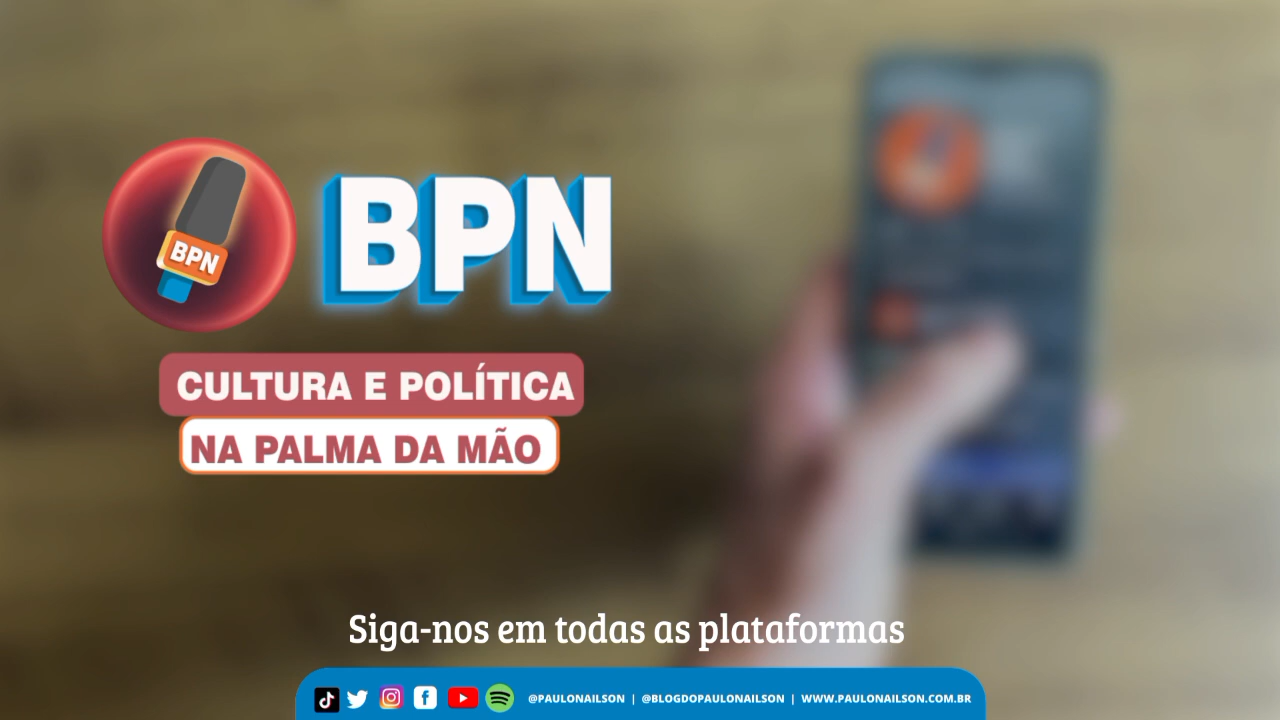 BPN
BPN
CULTURA E POLÍTICA
NA PALMA DA MÃO
Siga-nos em todas as plataformas
@PAULONAILSON | @BLOGDOPAULONAILSON | WWW.PAULONAILSON.COM.BR